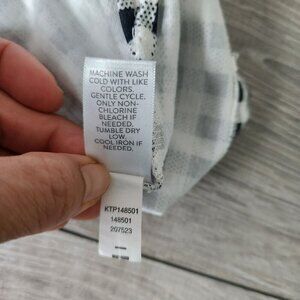 MACHINE WASH
COLD WITH LIKE
COLORS.
GENTLE CYCLE.
ONLY NON-
CHLORINE
BLEACH IF
NEEDED.
TUMBLE DRY
LOW.
COOL IRON IF
NEEDED.
KTP148501
148501
207523